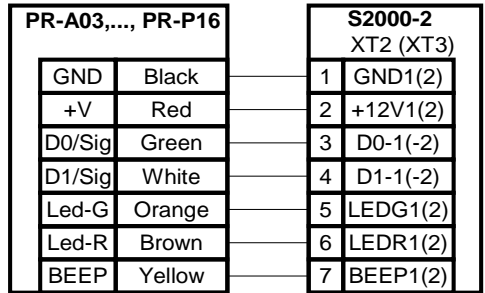 PR-A03,..., PR-P16 S2000-2
XT2 (XT3)
GND Black 1 GND1(2)
+V Red 2 +12V1(2)
D0/Sig Green 3 D0-1(-2)
D1/Sig White 4 D1-1(-2)
Led-G Orange 5 LEDG1(2)
Led-R Brown 6 LEDR1(2)
BEEP Yellow 7 BEEP1(2)